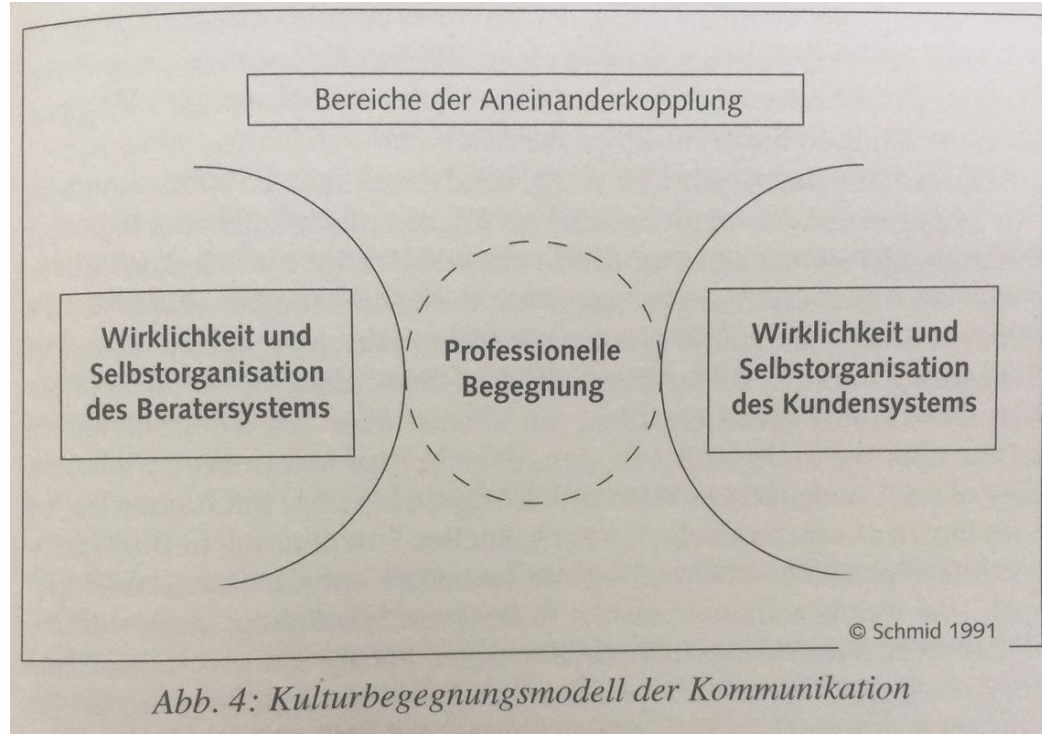 Bereiche der Aneinanderkopplung
Wirklichkeit und
Selbstorganisation
des Beratersystems
Professionelle
Begegnung
Wirklichkeit und
Selbstorganisation
des Kundensystems
© Schmid 1991
Abb. 4: Kulturbegegnungsmodell der Kommunikation